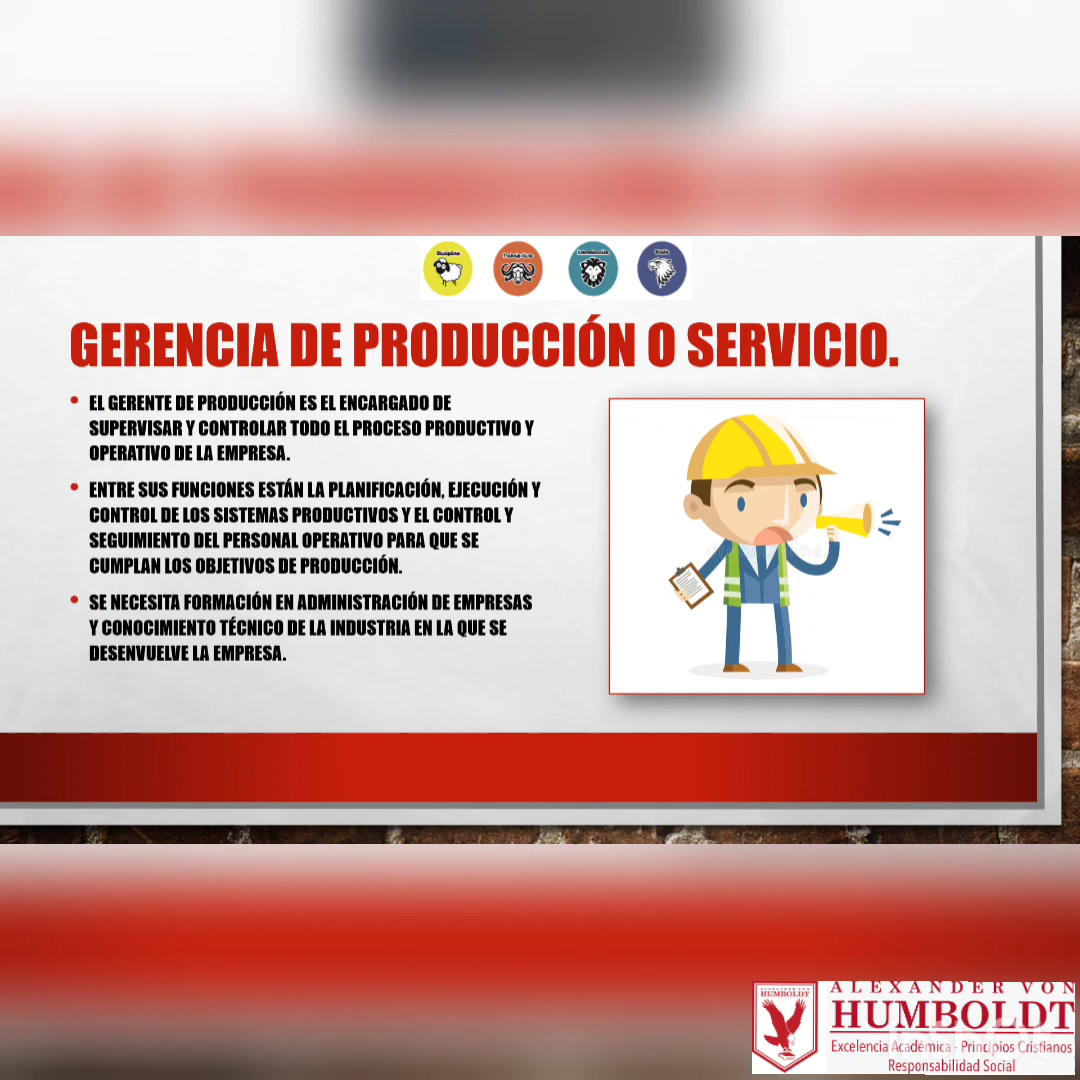 Disciplina
GERENCIA DE PRODUCCIÓN O SERVICIO.
• EL GERENTE DE PRODUCCIÓN ES EL ENCARGADO DE
SUPERVISAR Y CONTROLAR TODO EL PROCESO PRODUCTIVO Y
OPERATIVO DE LA EMPRESA.
• ENTRE SUS FUNCIONES ESTÁN LA PLANIFICACIÓN, EJECUCIÓN Y
CONTROL DE LOS SISTEMAS PRODUCTIVOS Y EL CONTROL Y
SEGUIMIENTO DEL PERSONAL OPERATIVO PARA QUE SE
CUMPLAN LOS OBJETIVOS DE PRODUCCIÓN.
• SE NECESITA FORMACIÓN EN ADMINISTRACIÓN DE EMPRESAS
Y CONOCIMIENTO TÉCNICO DE LA INDUSTRIA EN LA QUE SE
DESENVUELVE LA EMPRESA.
ALEXANDER VON
HUMBOLDT
ALEXANDER VON
HUMBOLDT
Excelencia Académica - Principios Cristianos
Responsabilidad Social